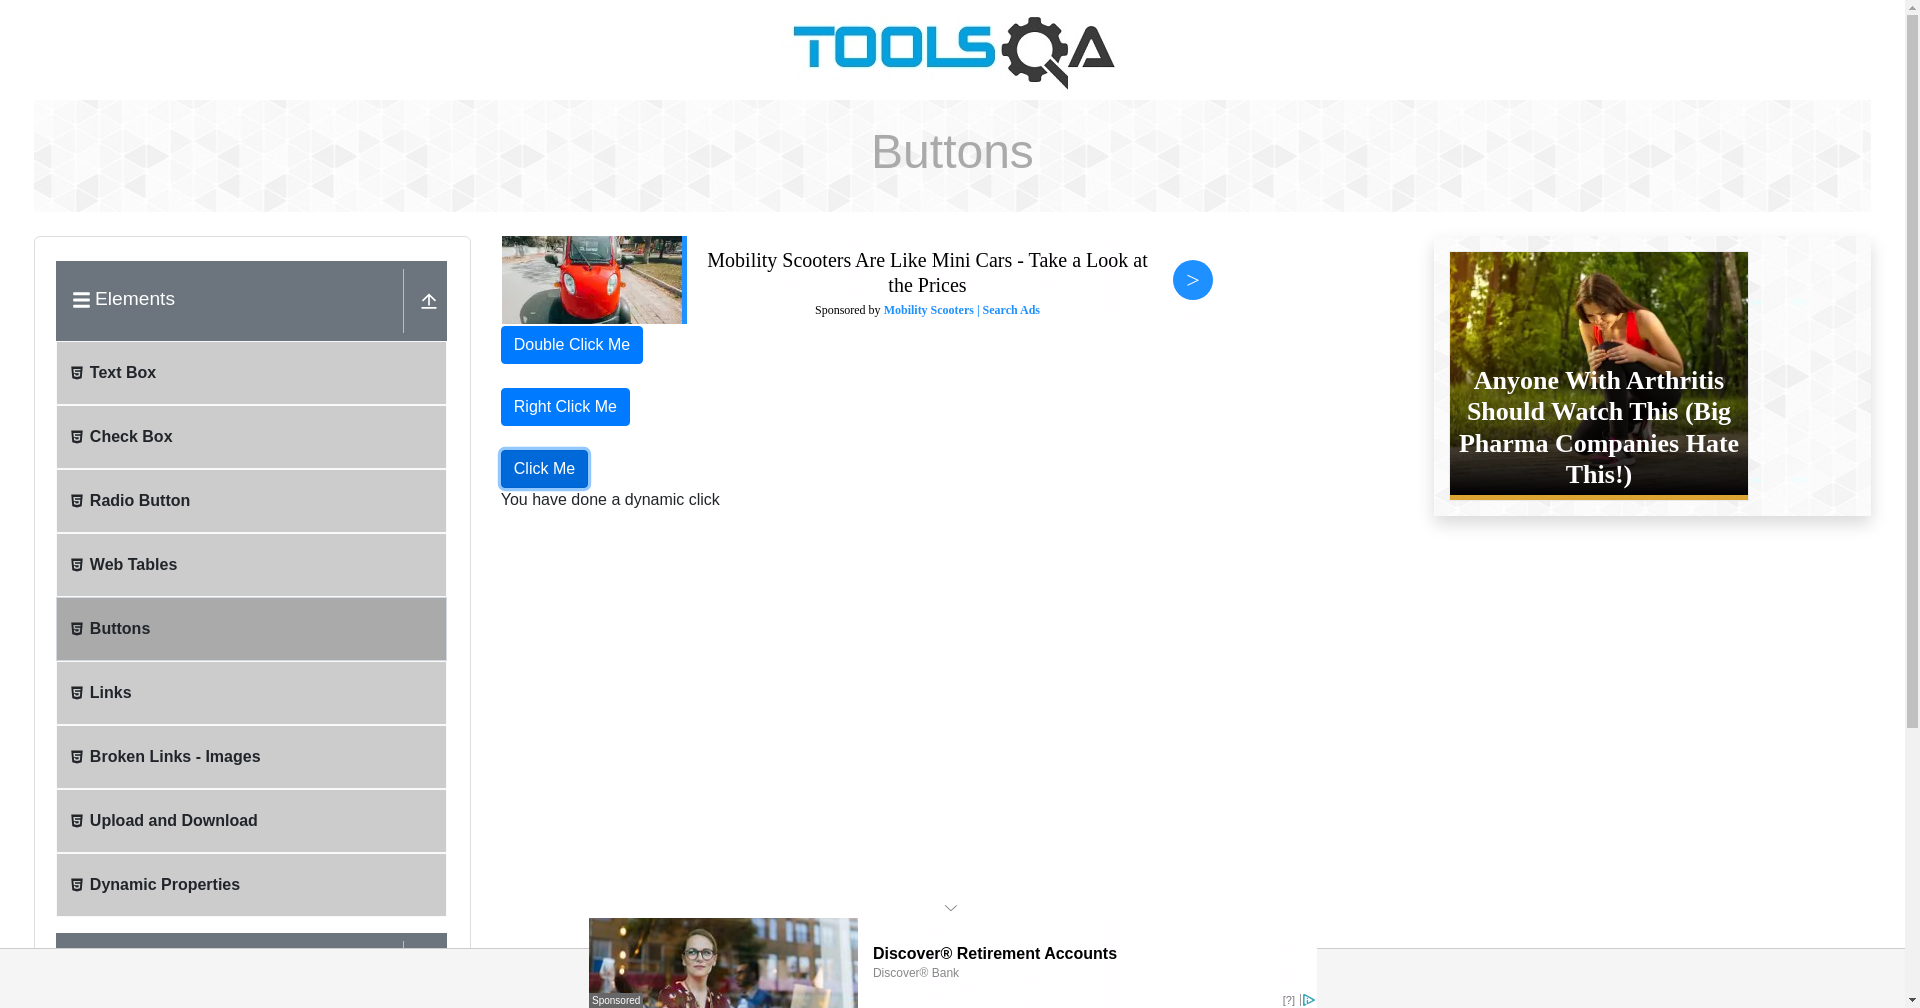 TOOLSQA
Buttons
Elements
Text Box
Check Box
Radio Button
Web Tables
Buttons
Links
Broken Links - Images
Upload and Download
Dynamic Properties
Mobility Scooters Are Like Mini Cars - Take a Look at
the Prices
Sponsored by Mobility Scooters | Search Ads
>
Double Click Me
Right Click Me
Click Me
You have done a dynamic click
Anyone With Arthritis
Should Watch This (Big
Pharma Companies Hate
This!)
Discover® Retirement Accounts
Discover® Bank
Sponsored
[?]